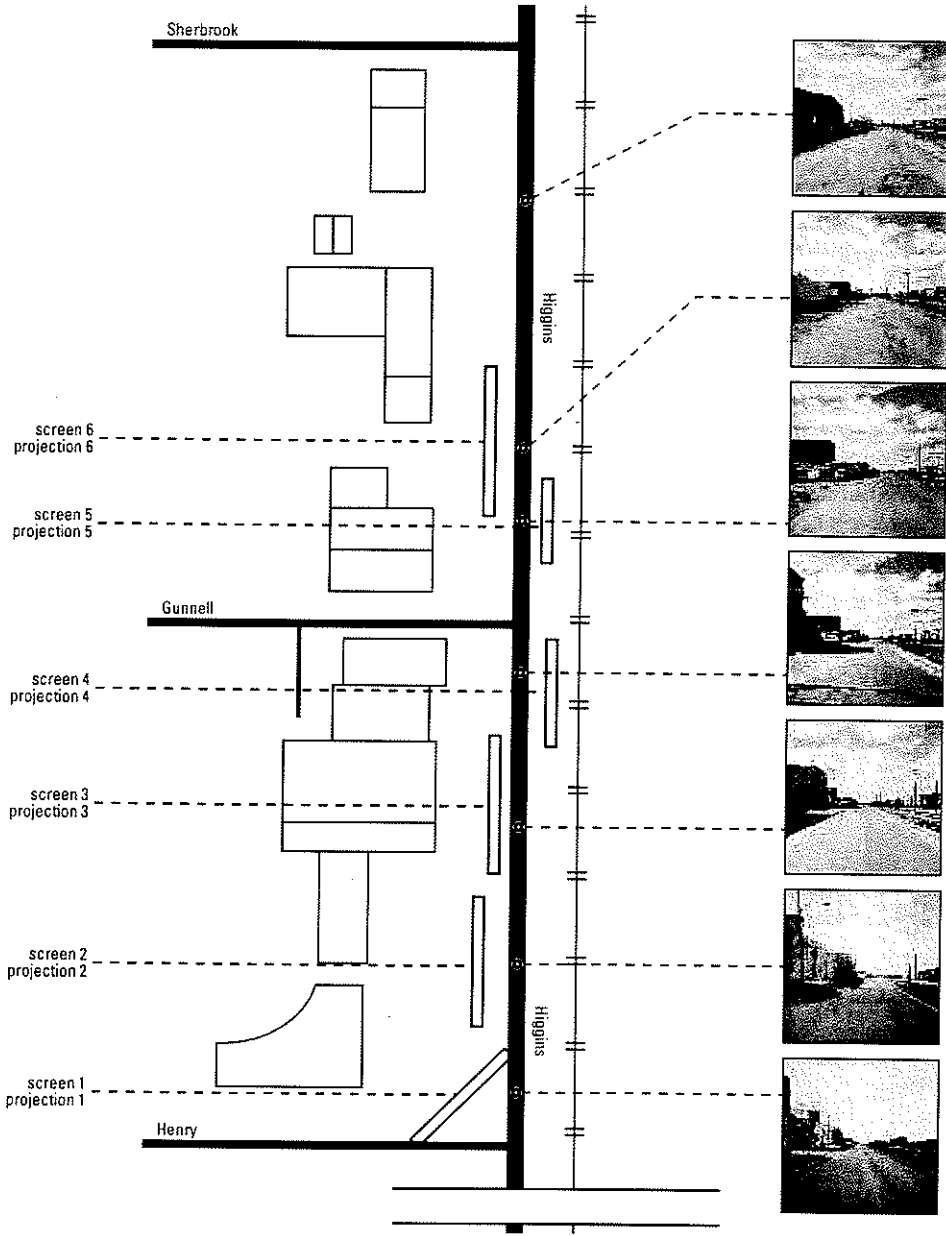 Sherbrook
Higgins
screen 6
projection 6
screen 5
projection 5
Gunnell
screen 4
projection 4
screen 3
projection 3
screen 2
projection 2
Higgins
screen 1
projection 1
Henry